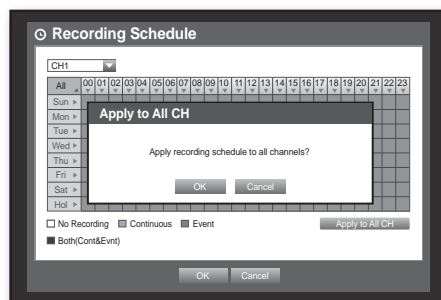 Recording Schedule
CH1
All 00 01 02 03 04 05 06 07 08 09 10 11 12 13 14 15 16 17 18 19 20 21 22 23
Sun
Mon
Tue
Wed
Thu
Fri
Sat
Hol
Apply to All CH
Apply recording schedule to all channels?
OK Cancel
No Recording Continuous Event Apply to All CH
Both(Cont&Evnt)
OK Cancel